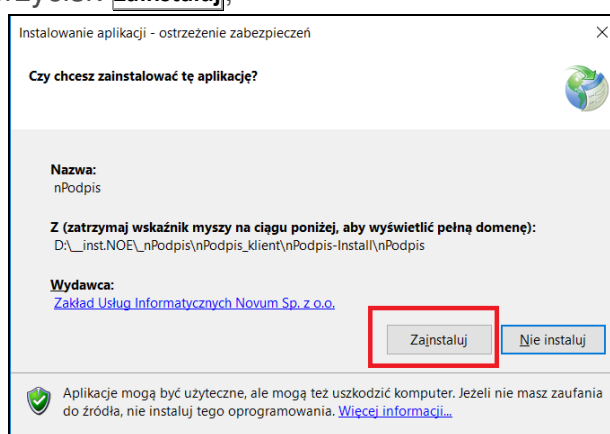 Zainstaluj
Instalowanie aplikacji - ostrzeżenie zabezpieczeń
Czy chcesz zainstalować tę aplikację?
Nazwa:
nPodpis
Z (zatrzymaj wskaźnik myszy na ciągu poniżej, aby wyświetlić pełną domenę):
D:\__inst.NOE\_nPodpis\nPodpis_klient\nPodpis-Install\nPodpis
Wydawca:
Zakład Usług Informatycznych Novum Sp. z o.o.
Zainstaluj
Nie instaluj
Aplikacje mogą być użyteczne, ale mogą też uszkodzić komputer. Jeżeli nie masz zaufania
do źródła, nie instaluj tego oprogramowania. Więcej informacji...